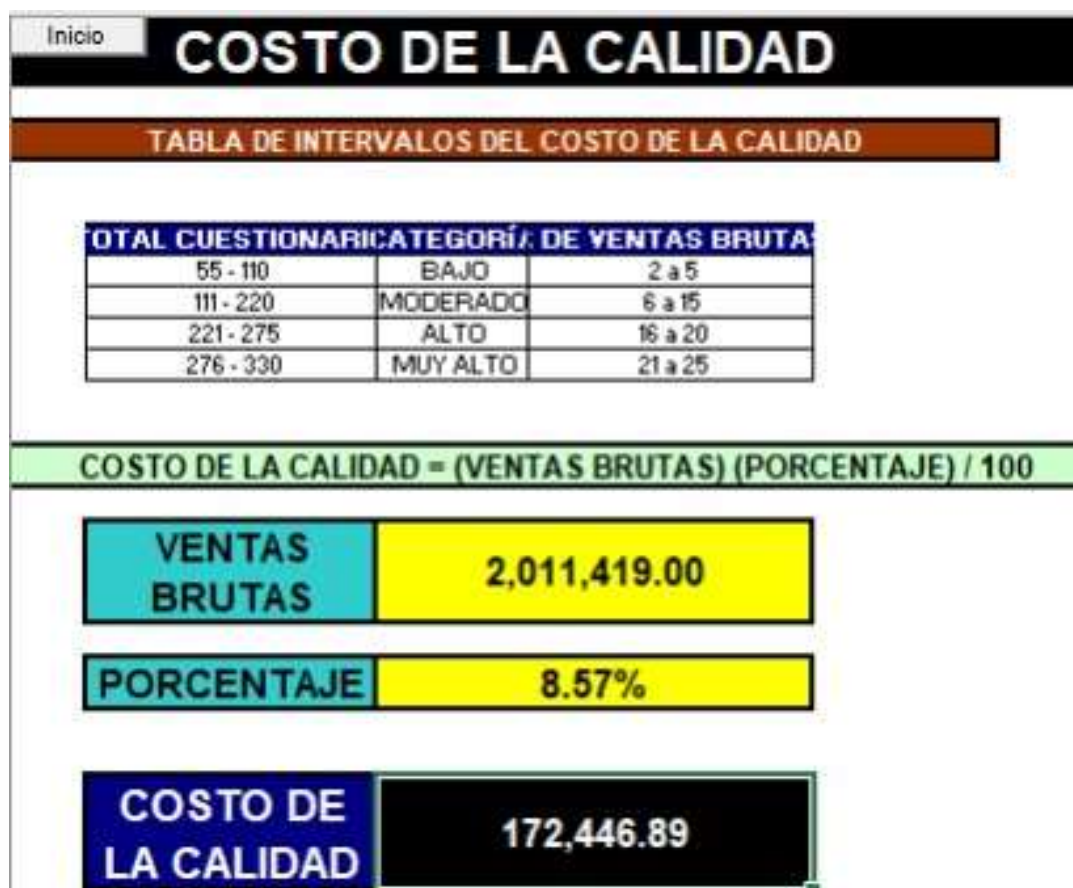 Inicio
COSTO DE LA CALIDAD
TABLA DE INTERVALOS DEL COSTO DE LA CALIDAD
OTAL CUESTIONARI CATEGORÍA DE VENTAS BRUTAS
55 - 110 BAJO 2 a 5
111 - 220 MODERADO 6 a 15
221 - 275 ALTO 16 a 20
276 - 330 MUY ALTO 21 a 25
COSTO DE LA CALIDAD = (VENTAS BRUTAS) (PORCENTAJE) / 100
VENTAS
BRUTAS
2,011,419.00
PORCENTAJE 8.57%
COSTO DE
LA CALIDAD
172,446.89